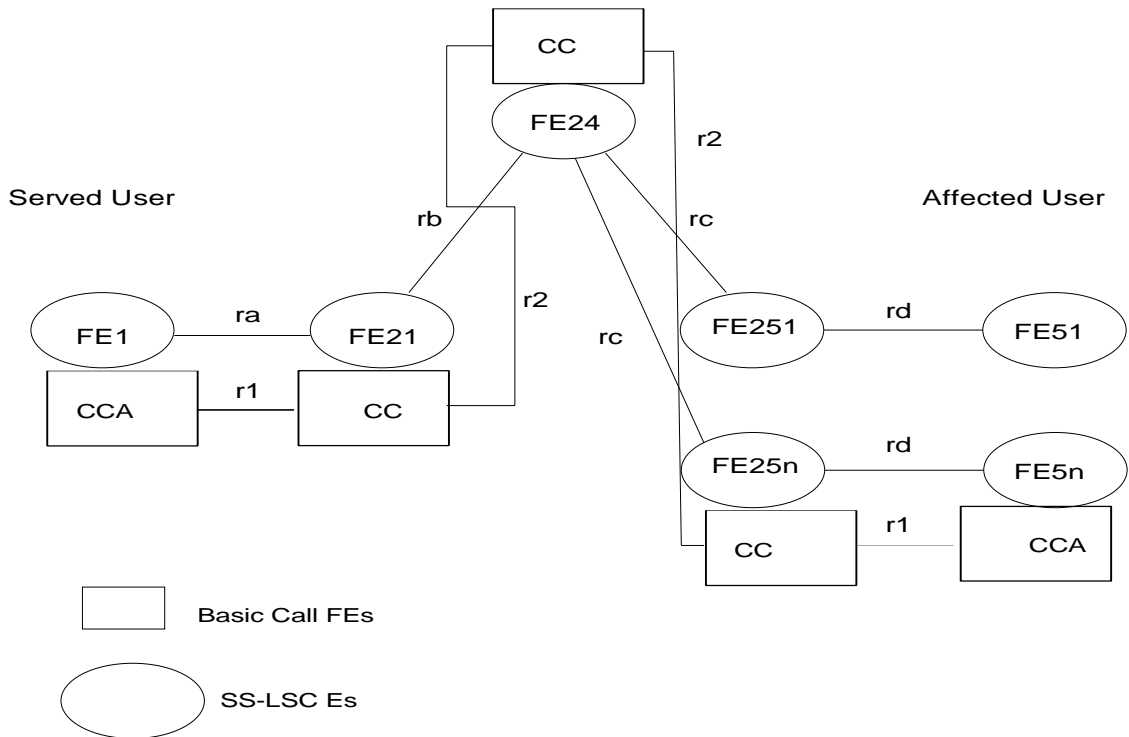 CC
FE24
r2
Served User
Affected User
rb
rc
r2
FE1
ra
FE21
rc
FE251
rd
FE51
CCA
r1
CC
FE25n
rd
FE5n
CC
r1
CCA
Basic Call FEs
SS-LSC Es